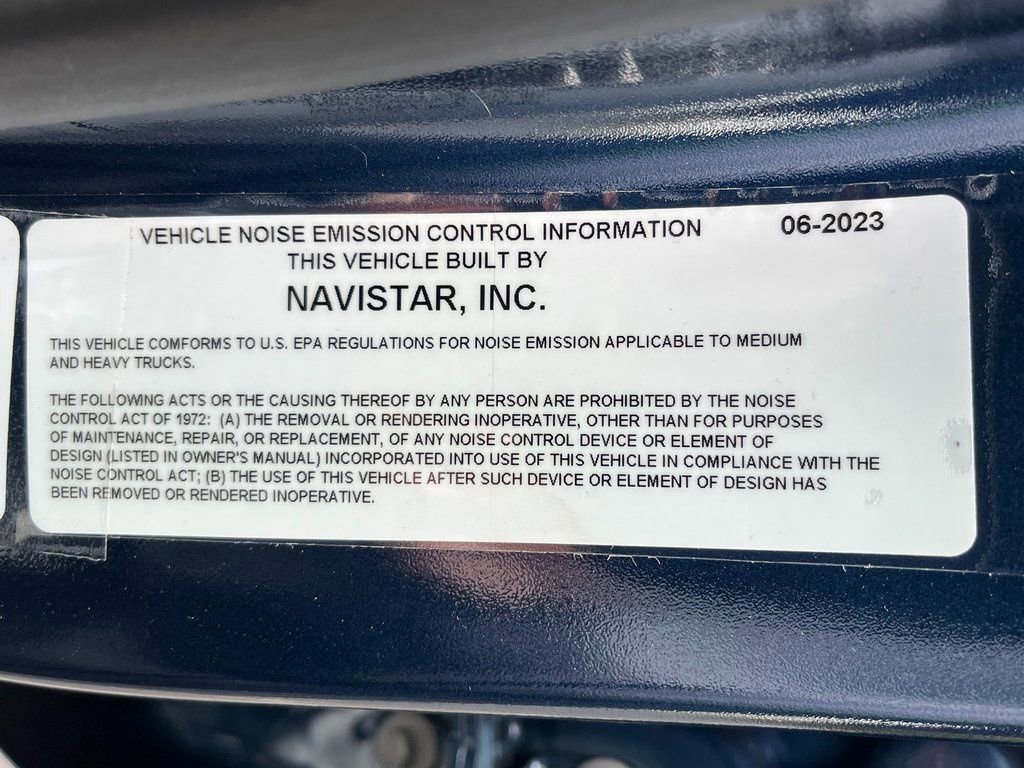 VEHICLE NOISE EMISSION CONTROL INFORMATION 06-2023
THIS VEHICLE BUILT BY
NAVISTAR, INC.
THIS VEHICLE COMFORMS TO U.S. EPA REGULATIONS FOR NOISE EMISSION APPLICABLE TO MEDIUM
AND HEAVY TRUCKS.
THE FOLLOWING ACTS OR THE CAUSING THEREOF BY ANY PERSON ARE PROHIBITED BY THE NOISE
CONTROL ACT OF 1972: (A) THE REMOVAL OR RENDERING INOPERATIVE, OTHER THAN FOR PURPOSES
OF MAINTENANCE, REPAIR, OR REPLACEMENT, OF ANY NOISE CONTROL DEVICE OR ELEMENT OF
DESIGN (LISTED IN OWNER'S MANUAL) INCORPORATED INTO USE OF THIS VEHICLE IN COMPLIANCE WITH THE
NOISE CONTROL ACT; (B) THE USE OF THIS VEHICLE AFTER SUCH DEVICE OR ELEMENT OF DESIGN HAS
BEEN REMOVED OR RENDERED INOPERATIVE.